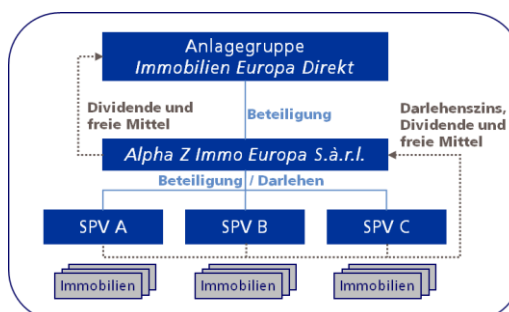 Anlagegruppe
Immobilien Europa Direkt
Dividende und
freie Mittel
Beteiligung
Darlehenszins,
Dividende und
freie Mittel
Alpha Z Immo Europa S.à.r.l.
Beteiligung / Darlehen
SPV A
SPV B
SPV C
Immobilien
Immobilien
Immobilien